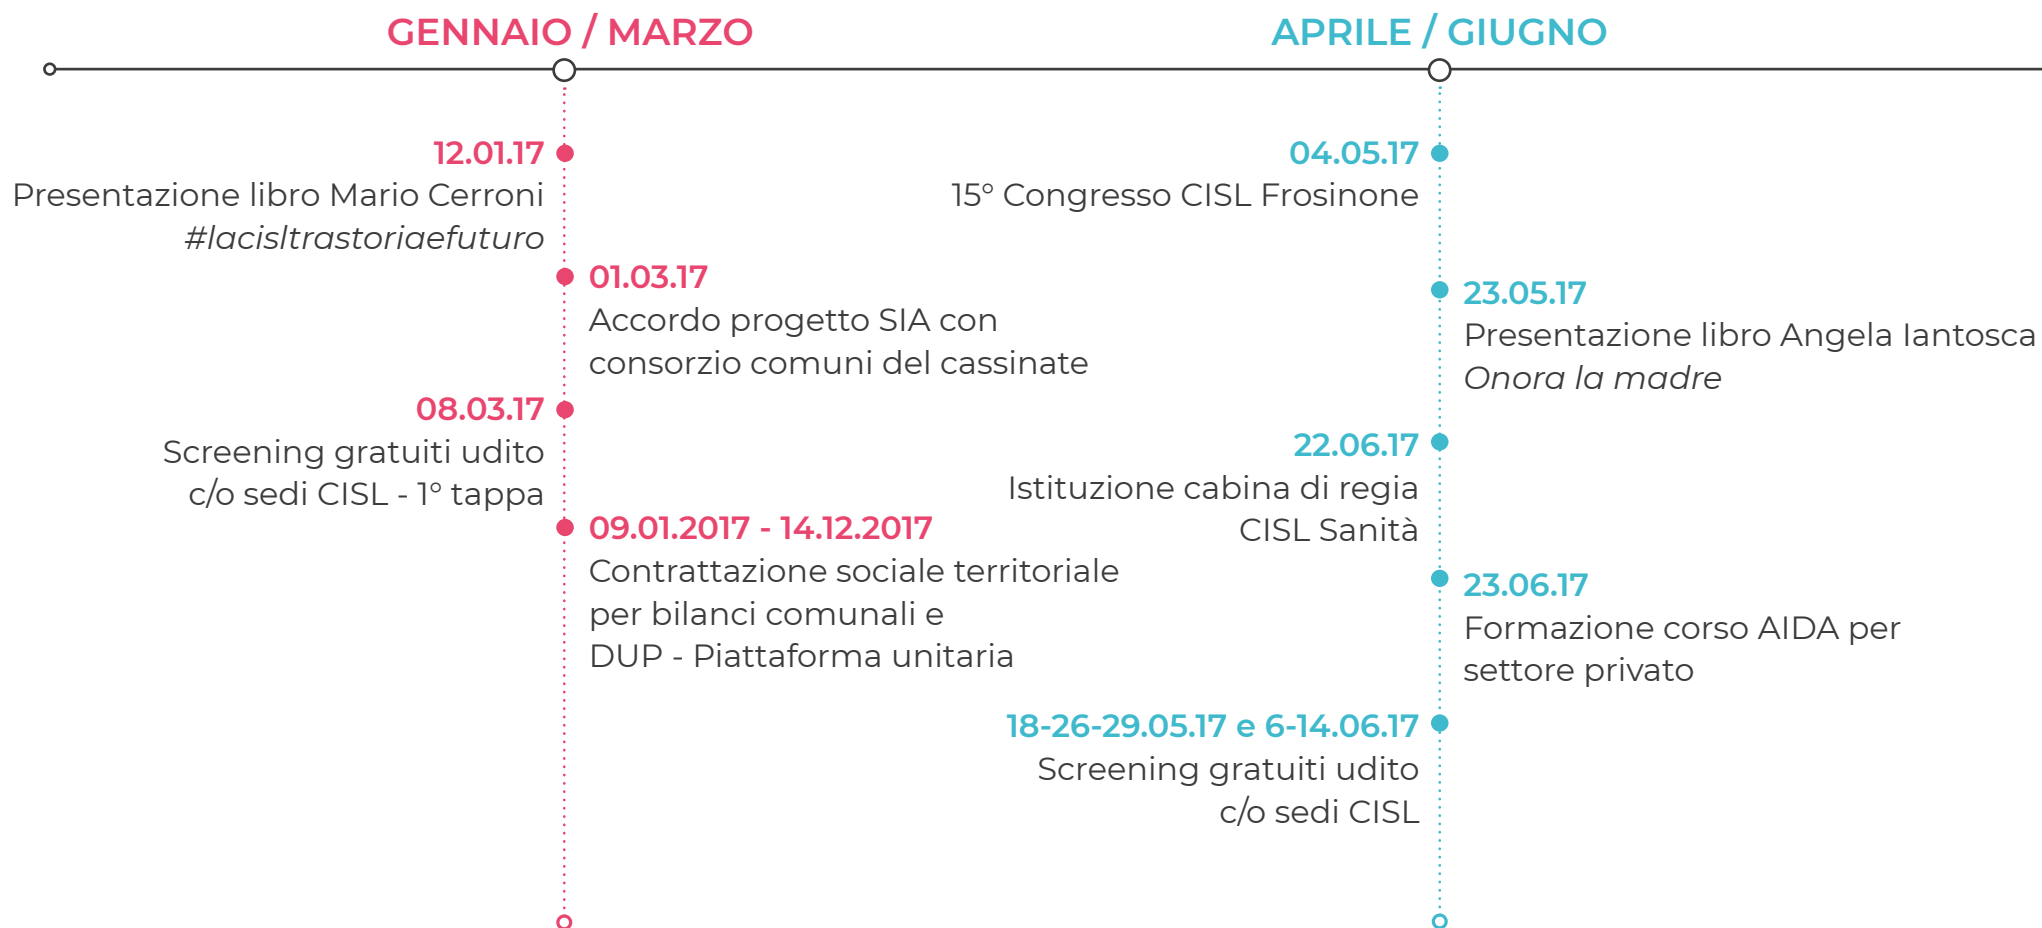 GENNAIO / MARZO
12.01.17
Presentazione libro Mario Cerroni
#lacisltrastoriaefuturo
01.03.17
Accordo progetto SIA con
consorzio comuni del cassinate
08.03.17
Screening gratuiti udito
c/o sedi CISL - 1° tappa
09.01.2017 - 14.12.2017
Contrattazione sociale territoriale
per bilanci comunali e
DUP - Piattaforma unitaria
APRILE / GIUGNO
04.05.17
15° Congresso CISL Frosinone
23.05.17
Presentazione libro Angela Iantosca
Onora la madre
22.06.17
Istituzione cabina di regia
CISL Sanità
23.06.17
Formazione corso AIDA per
settore privato
18-26-29.05.17 e 6-14.06.17
Screening gratuiti udito
c/o sedi CISL